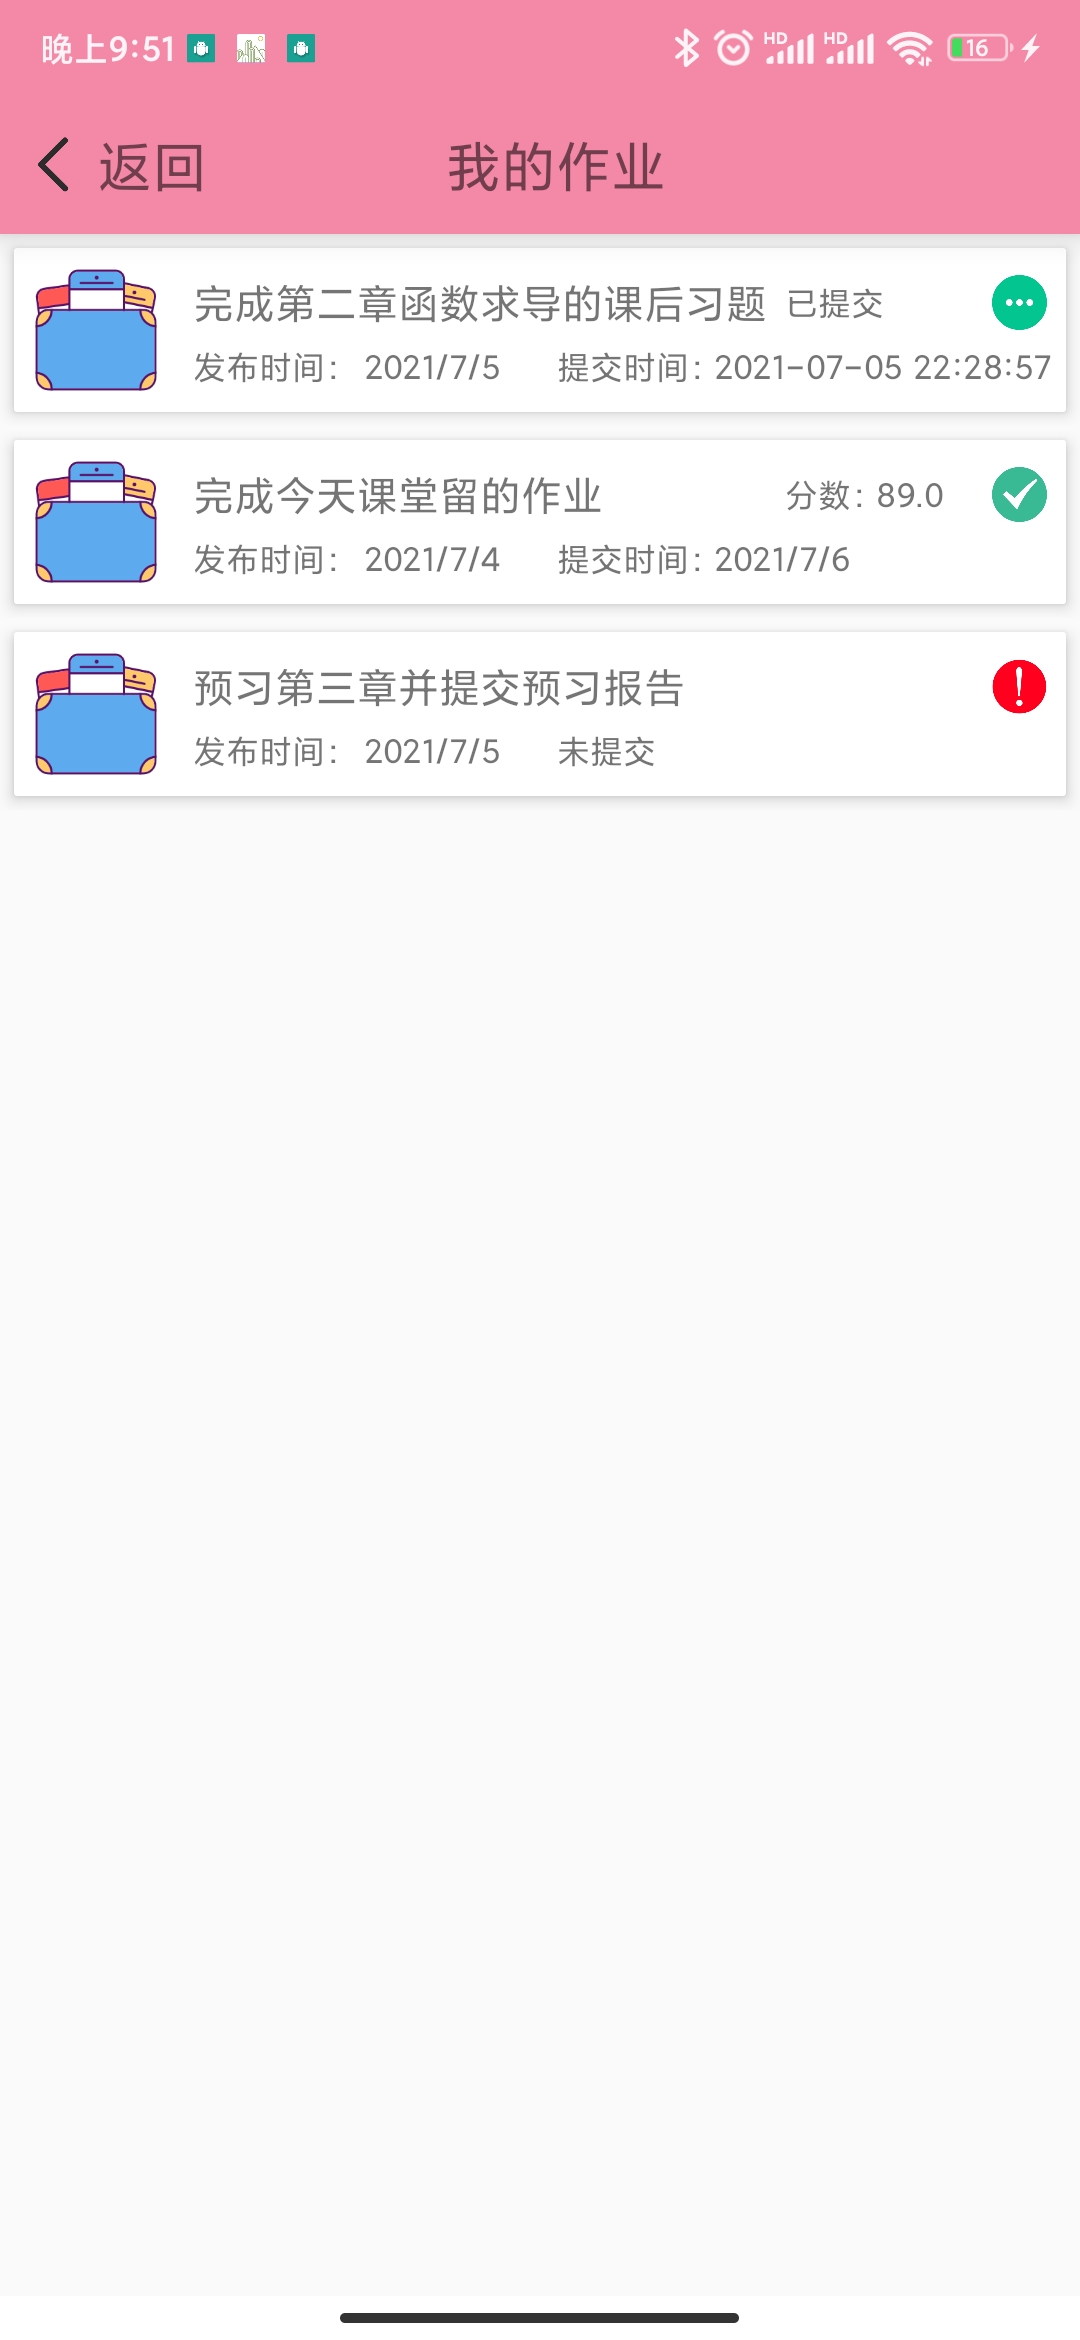 晚上9:51 HD HD 16
返回 我的作业
完成第二章函数求导的课后习题 已提交
发布时间: 2021/7/5 提交时间: 2021-07-05 22:28:57
完成今天课堂留的作业 分数: 89.0
发布时间: 2021/7/4 提交时间: 2021/7/6
预习第三章并提交预习报告
发布时间: 2021/7/5 未提交